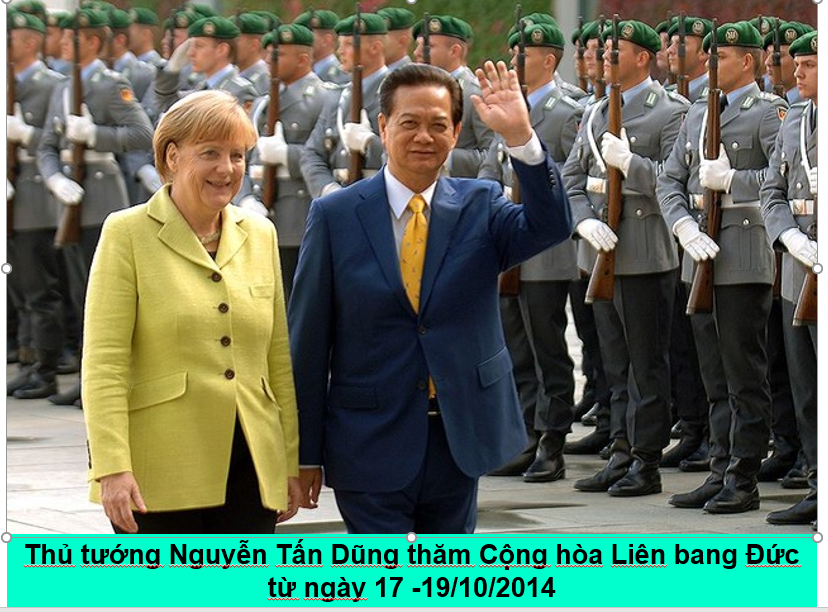 Thủ tướng Nguyễn Tấn Dũng thăm Cộng hòa Liên bang Đức
từ ngày 17 -19/10/2014